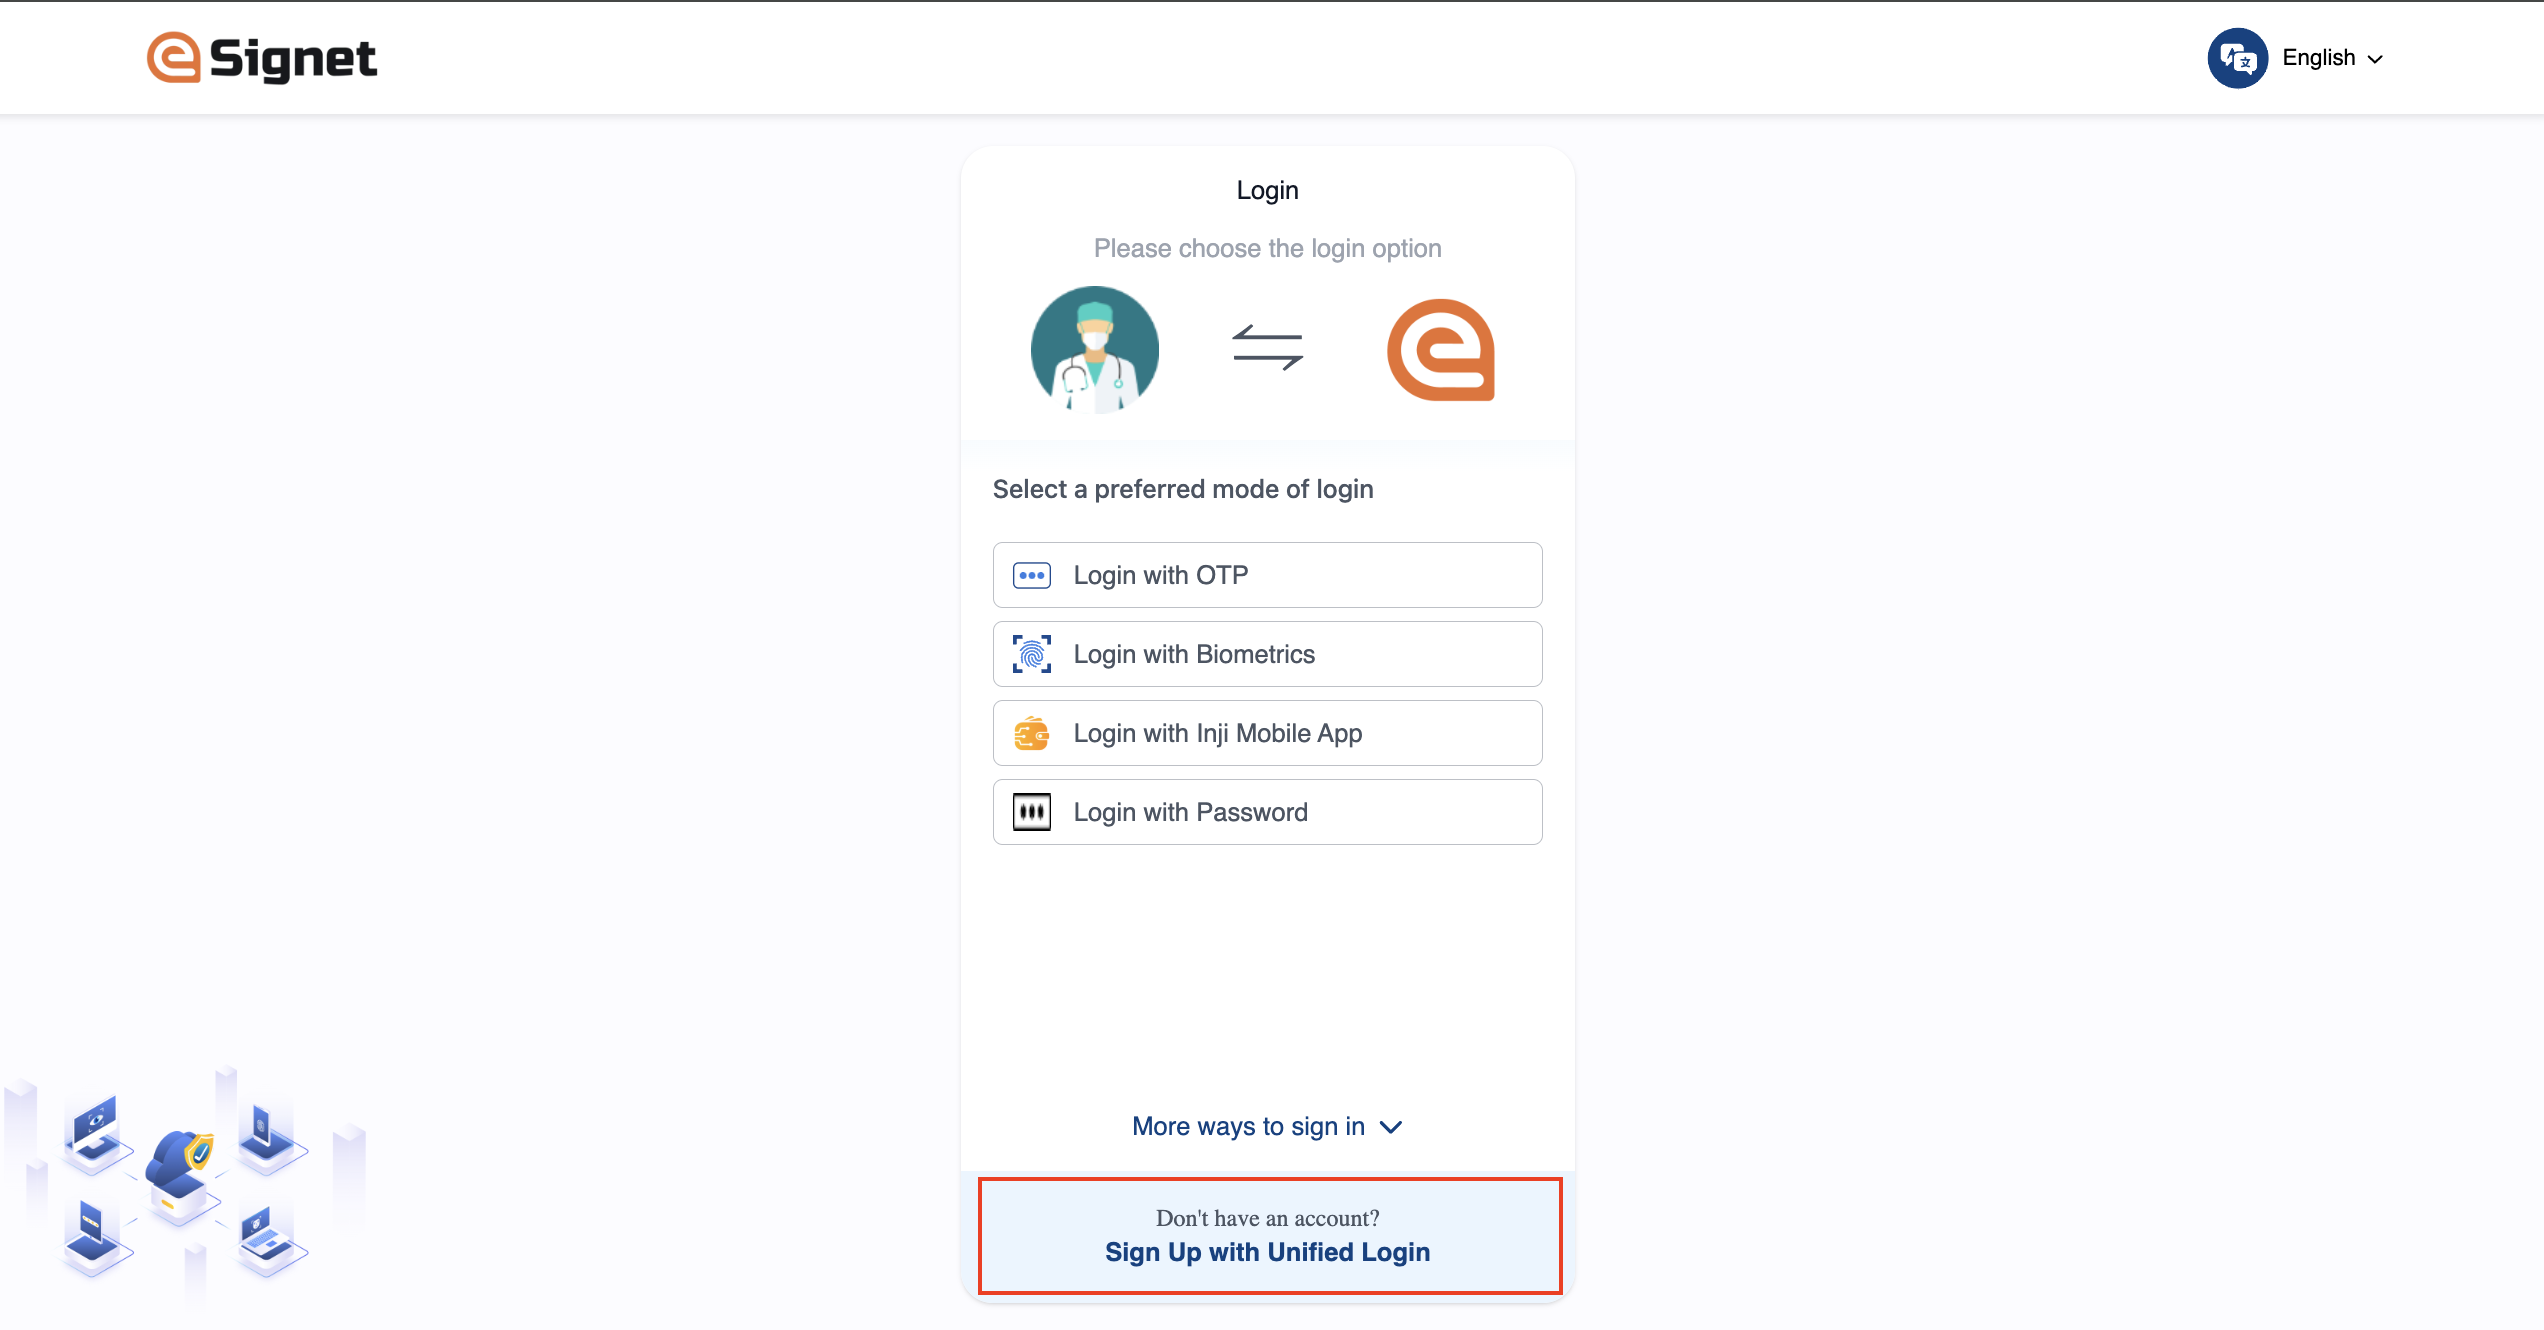 eSignet
English
Login
Please choose the login option
Select a preferred mode of login
Login with OTP
Login with Biometrics
Login with Inji Mobile App
Login with Password
More ways to sign in
Don't have an account?
Sign Up with Unified Login